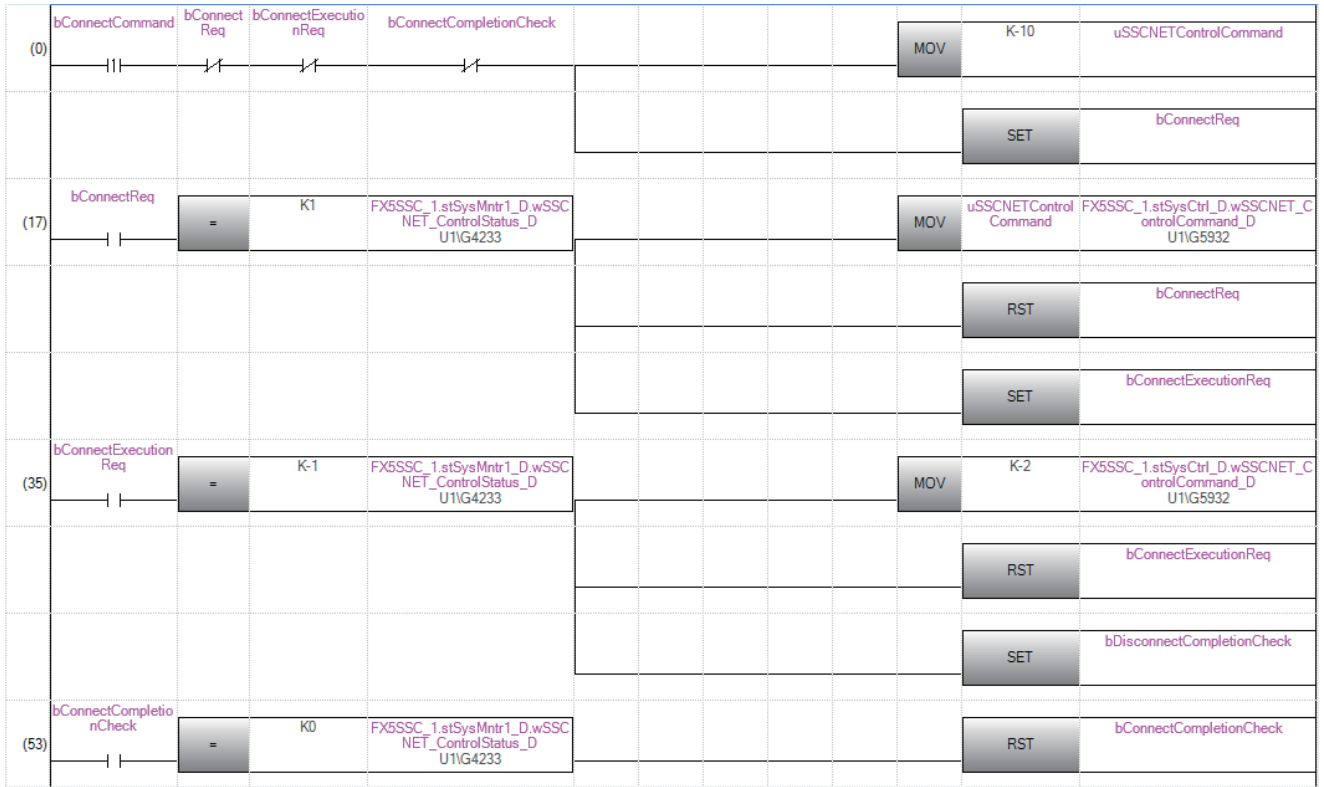 bConnectCommand
bConnect
Req
bConnectExecutio
nReq
bConnectCompletionCheck
(0)
MOV
K-10
uSSCNETControlCommand
SET
bConnectReq
(17)
bConnectReq
=
K1
FX5SSC_1.stSysMntr1_D.wSSC
NET_ControlStatus_D
U1\G4233
MOV
uSSCNETControl
Command
FX5SSC_1.stSysCtrl_D.wSSCNET_C
ontrolCommand_D
U1\G5932
RST
bConnectReq
SET
bConnectExecutionReq
(35)
bConnectExecution
Req
=
K-1
FX5SSC_1.stSysMntr1_D.wSSC
NET_ControlStatus_D
U1\G4233
MOV
K-2
FX5SSC_1.stSysCtrl_D.wSSCNET_C
ontrolCommand_D
U1\G5932
RST
bConnectExecutionReq
SET
bDisconnectCompletionCheck
(53)
bConnectCompletio
nCheck
=
K0
FX5SSC_1.stSysMntr1_D.wSSC
NET_ControlStatus_D
U1\G4233
RST
bConnectCompletionCheck